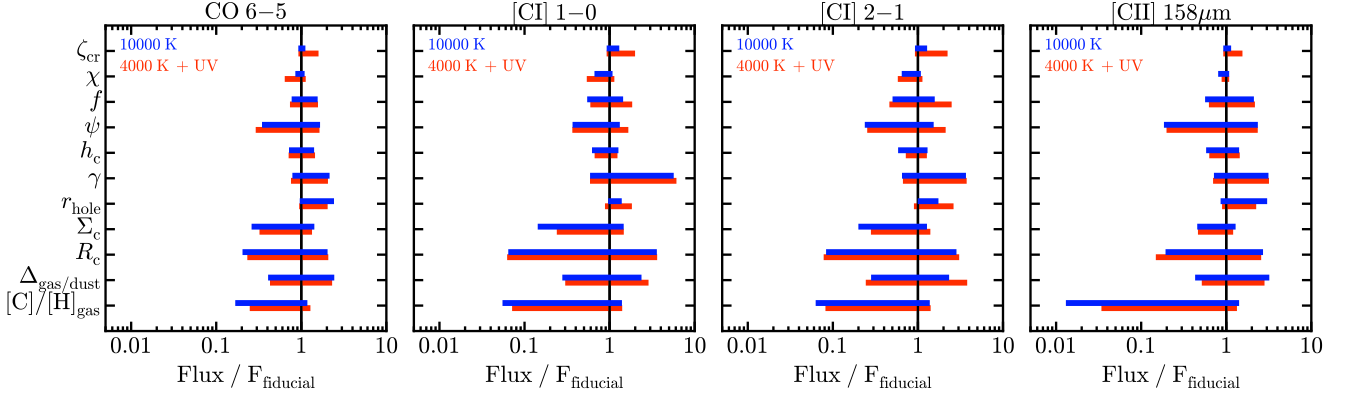 CO 6−5
[CI] 1−0
[CI] 2−1
[CII] 158μm
10000 K
4000 K + UV
10000 K
4000 K + UV
10000 K
4000 K + UV
10000 K
4000 K + UV
ζcr
χ
f
ψ
hc
γ
rhole
Σc
Rc
Δgas/dust
[C]/[H]gas
0.01 0.1 1 10
0.01 0.1 1 10
0.01 0.1 1 10
0.01 0.1 1 10
Flux / Ffiducial
Flux / Ffiducial
Flux / Ffiducial
Flux / Ffiducial